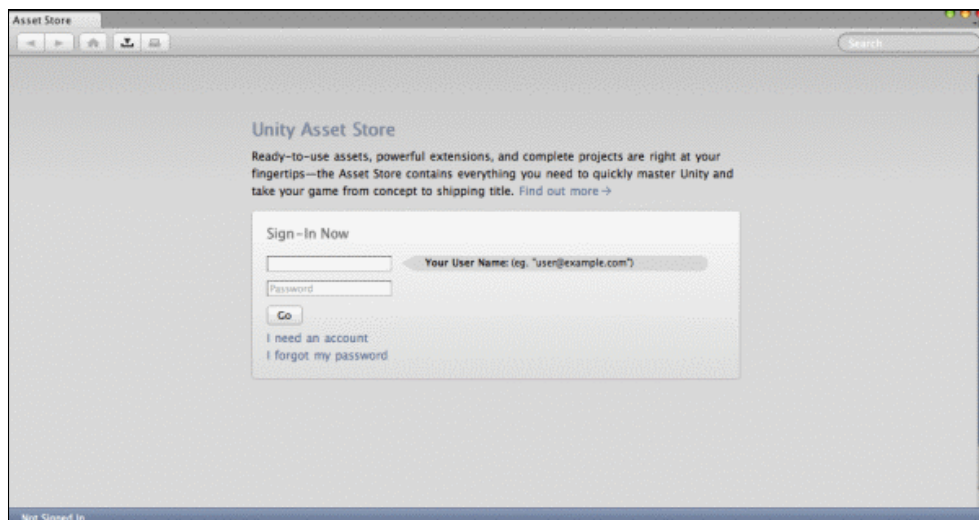 Asset Store
Search
Unity Asset Store
Ready-to-use assets, powerful extensions, and complete projects are right at your
fingertips—the Asset Store contains everything you need to quickly master Unity and
take your game from concept to shipping title. Find out more →
Sign-In Now
Your User Name: (eg. "user@example.com")
Password
Go
I need an account
I forgot my password
Not Signed In